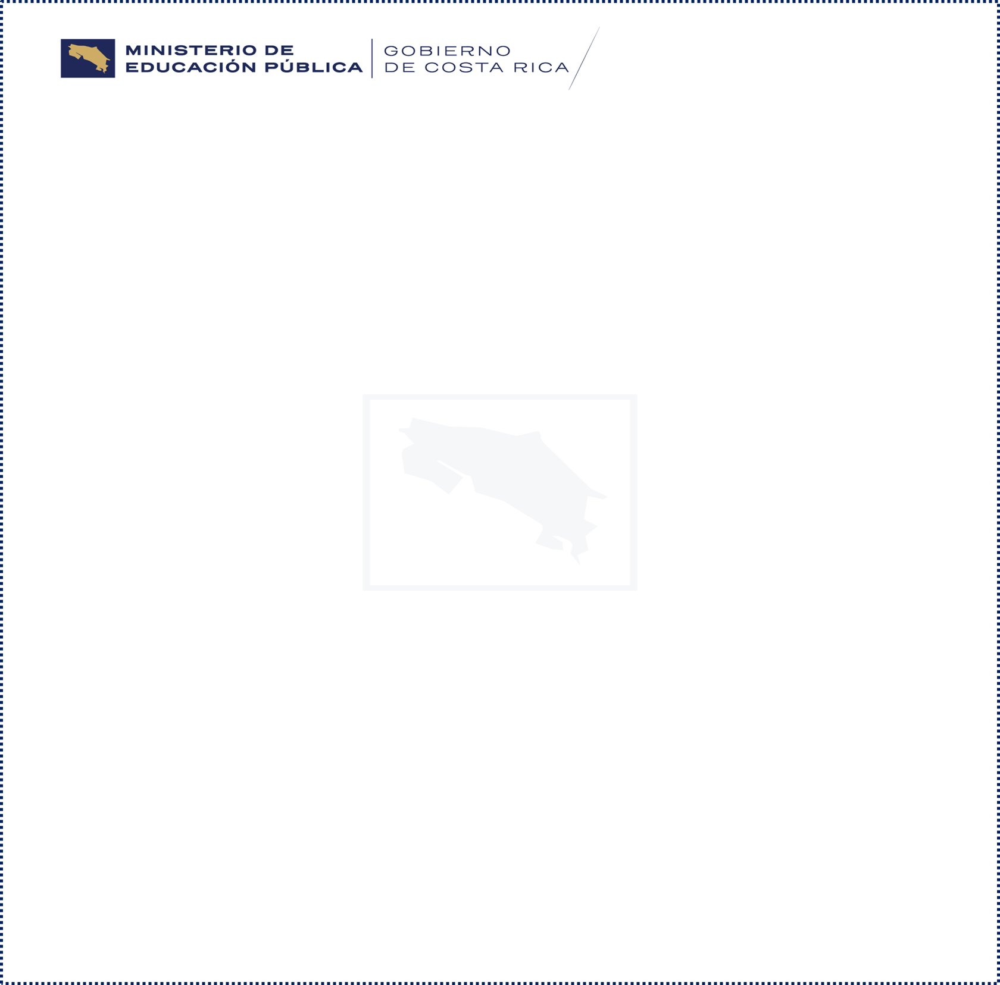 MINISTERIO DE
EDUCACIÓN PÚBLICA
GOBIERNO
DE COSTA RICA